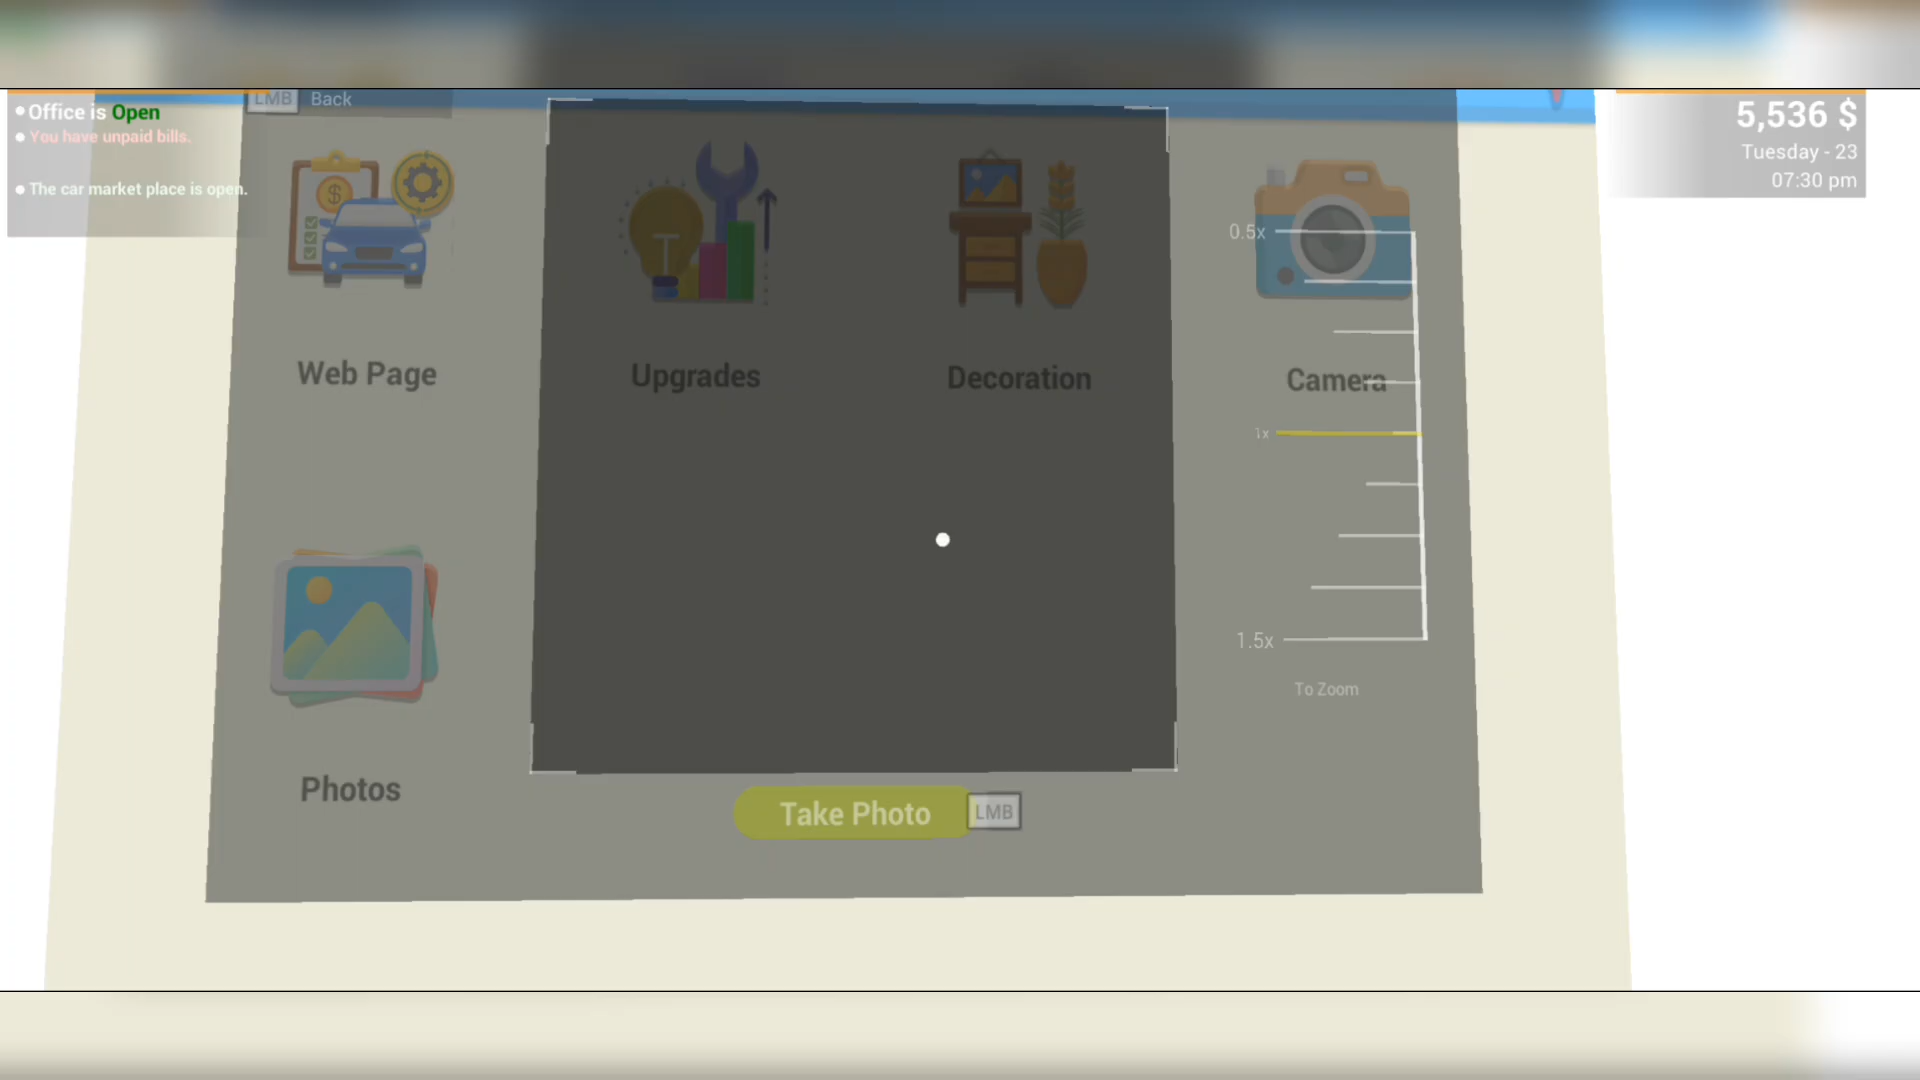 LMB Back
Office is Open
You have unpaid bills.
The car market place is open.
5,536 $
Tuesday - 23
07:30 pm
0.5x
Web Page
Upgrades
Decoration
Camera
1x
1.5x
To Zoom
Photos
Take Photo LMB